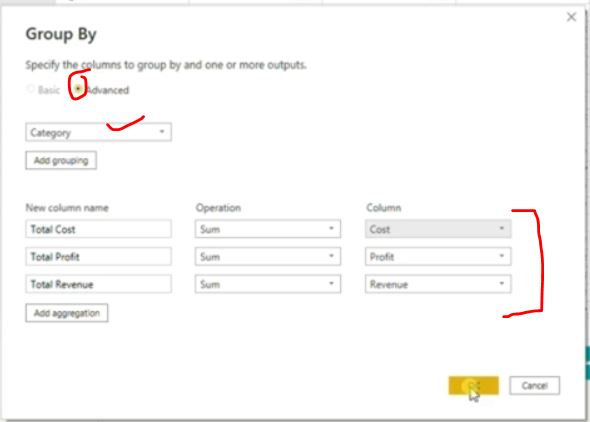 Group By
Specify the columns to group by and one or more outputs.
Basic Advanced
Category
Add grouping
New column name Operation Column
Total Cost Sum Cost
Total Profit Sum Profit
Total Revenue Sum Revenue
Add aggregation
Cancel